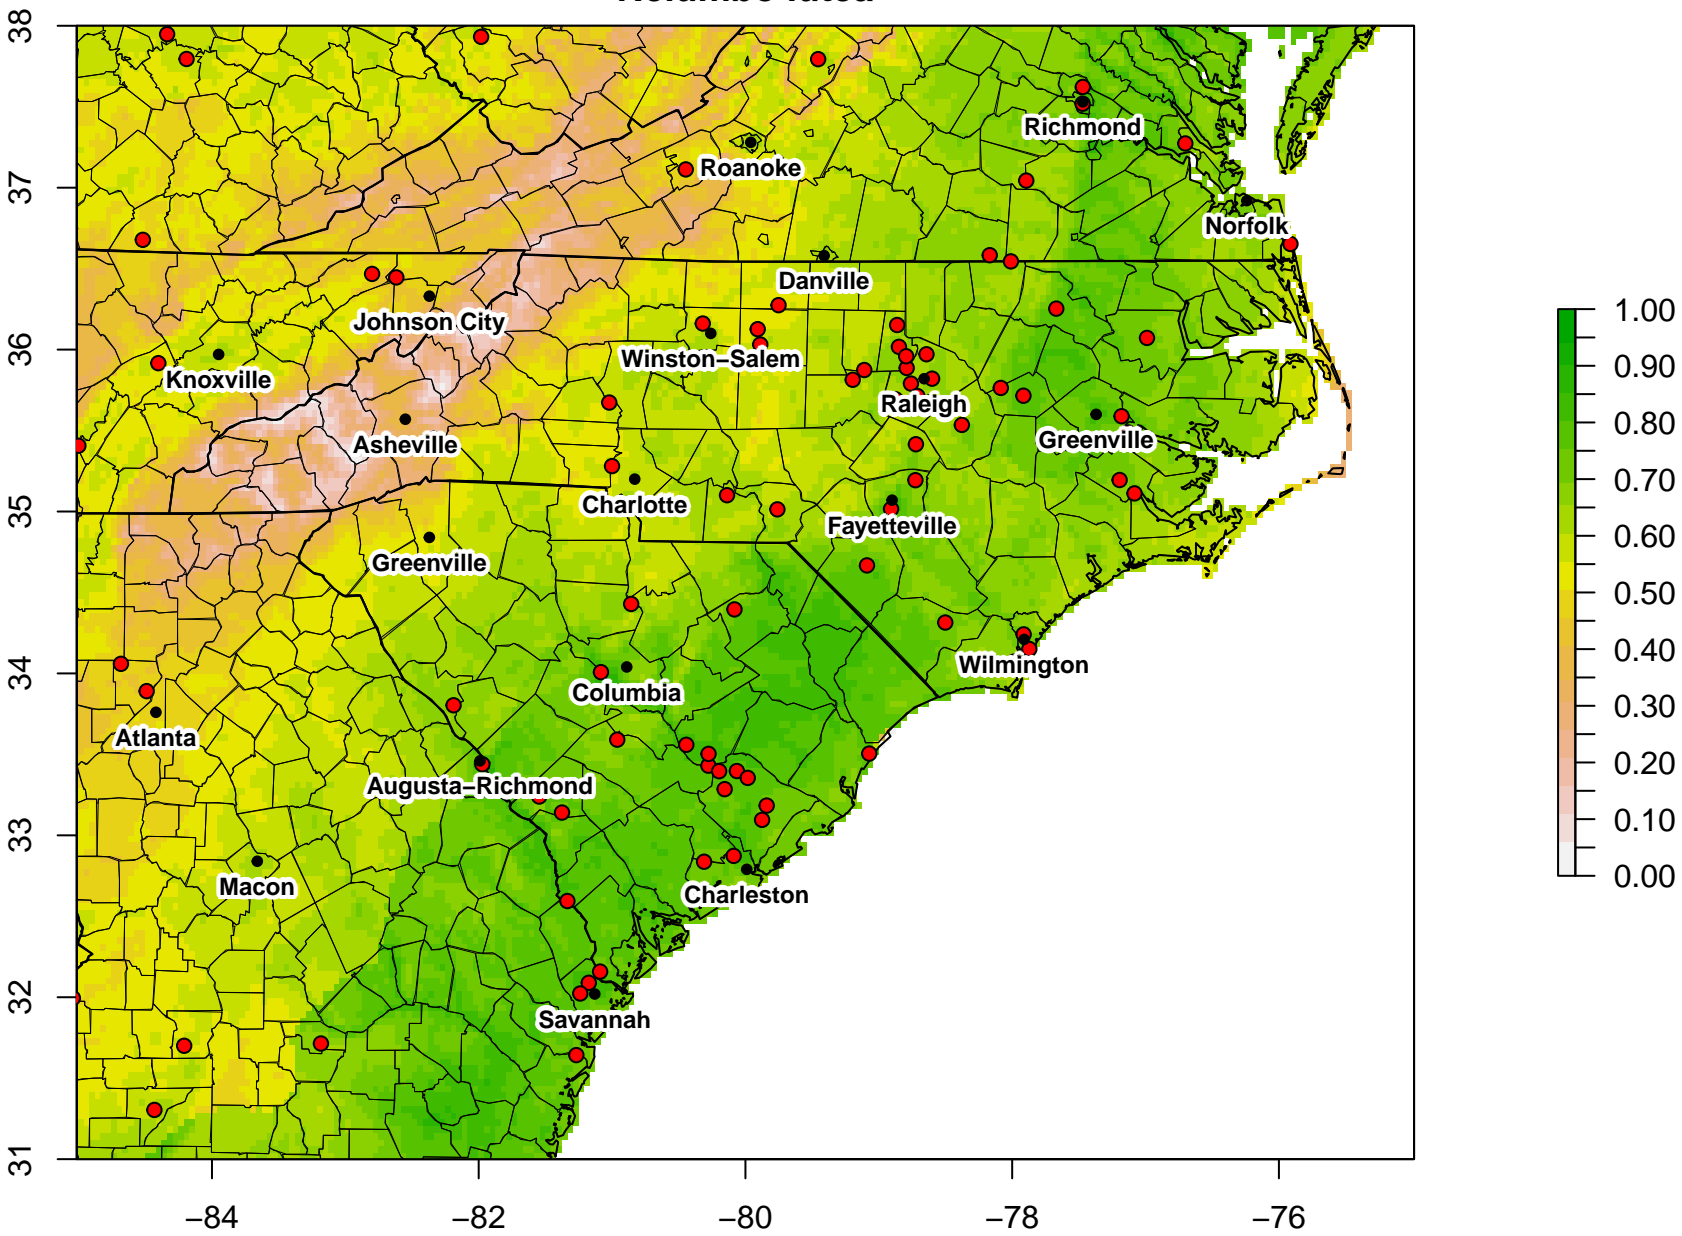 38
37
36
35
34
33
32
31
Richmond
Roanoke
Norfolk
Danville
Johnson City
Winston–Salem
Knoxville
Raleigh
Asheville
Greenville
Charlotte
Fayetteville
Greenville
Wilmington
Columbia
Atlanta
Augusta–Richmond
Macon
Charleston
Savannah
−84
−82
−80
−78
−76
1.00
0.90
0.80
0.70
0.60
0.50
0.40
0.30
0.20
0.10
0.00